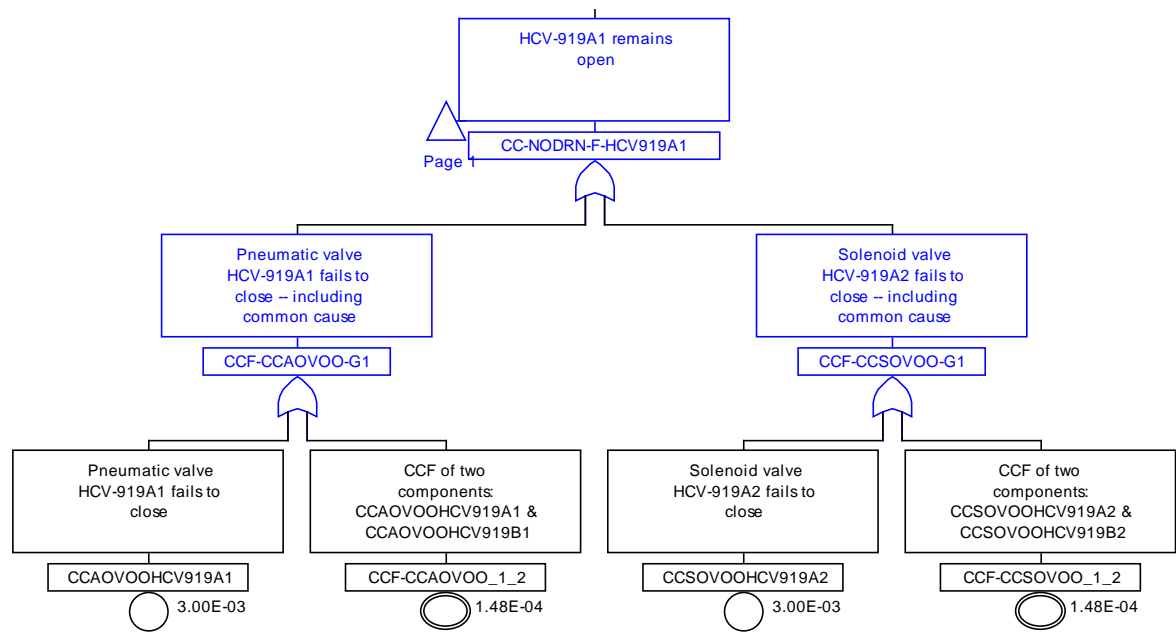 HCV-919A1 remains
open
CC-NODRN-F-HCV919A1
Page 1
Pneumatic valve
HCV-919A1 fails to
close -- including
common cause
CCF-CCAOVOO-G1
Solenoid valve
HCV-919A2 fails to
close -- including
common cause
CCF-CCSOVOO-G1
Pneumatic valve
HCV-919A1 fails to
close
CCAOVOOHCV919A1
3.00E-03
CCF of two
components:
CCAOVOOHCV919A1 &
CCAOVOOHCV919B1
CCF-CCAOVOO_1_2
1.48E-04
Solenoid valve
HCV-919A2 fails to
close
CCSOVOOHCV919A2
3.00E-03
CCF of two
components:
CCSOVOOHCV919A2 &
CCSOVOOHCV919B2
CCF-CCSOVOO_1_2
1.48E-04